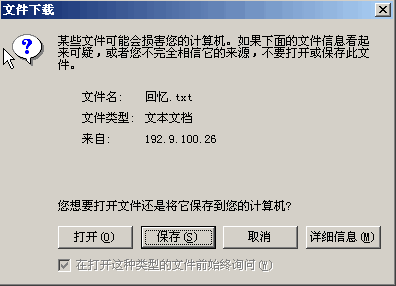 文件下载
某些文件可能会损害您的计算机。如果下面的文件信息看起
来可疑，或者您不完全相信它的来源，不要打开或保存此文
件。
文件名: 回忆.txt
文件类型: 文本文档
来自: 192.9.100.26
您想要打开文件还是将它保存到您的计算机?
打开(O) 保存(S) 取消 详细信息(M)
在打开这种类型的文件前始终询问(W)